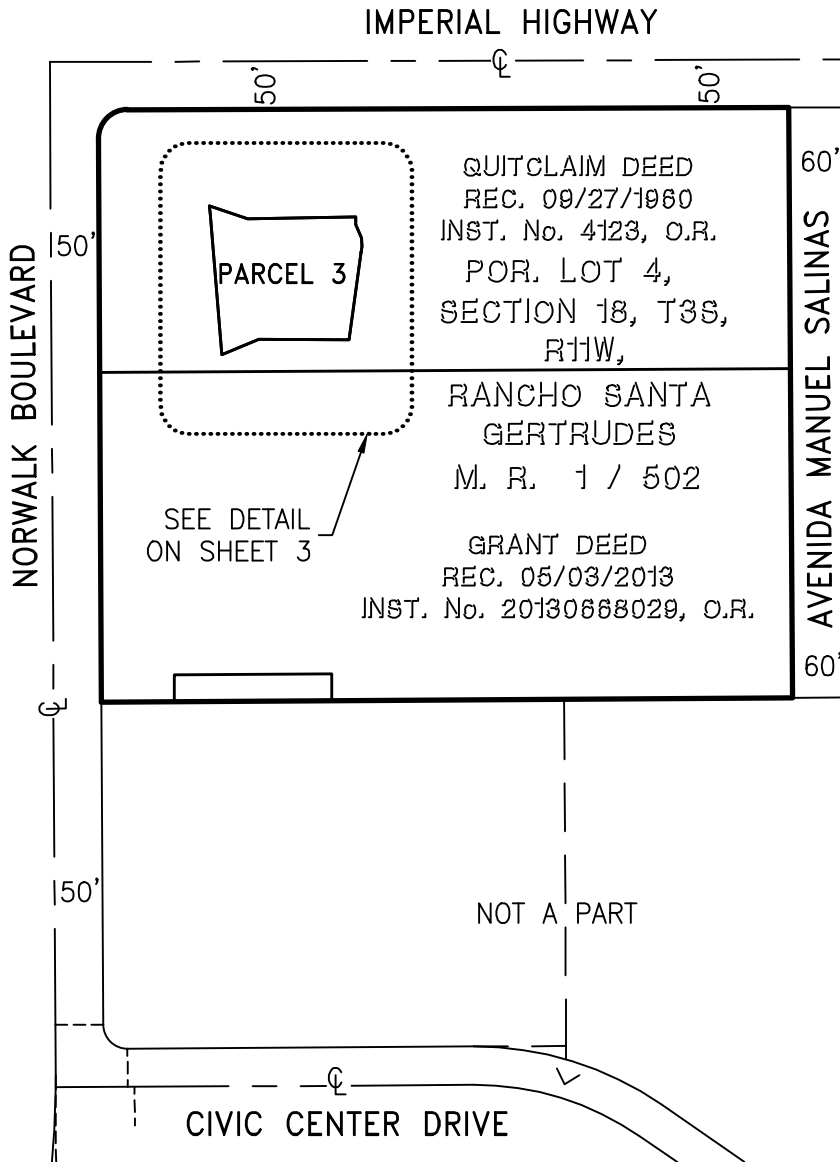 IMPERIAL HIGHWAY
℄
50'
50'
60'
50'
QUITCLAIM DEED
REC. 09/27/1960
INST. No. 4123, O.R.
POR. LOT 4,
SECTION 18, T3S,
R11W,
PARCEL 3
NORWALK BOULEVARD
AVENIDA MANUEL SALINAS
RANCHO SANTA
GERTRUDES
M. R. 1 / 502
SEE DETAIL
ON SHEET 3
GRANT DEED
REC. 05/03/2013
INST. No. 20130668029, O.R.
60'
℄
50'
NOT A PART
℄
CIVIC CENTER DRIVE